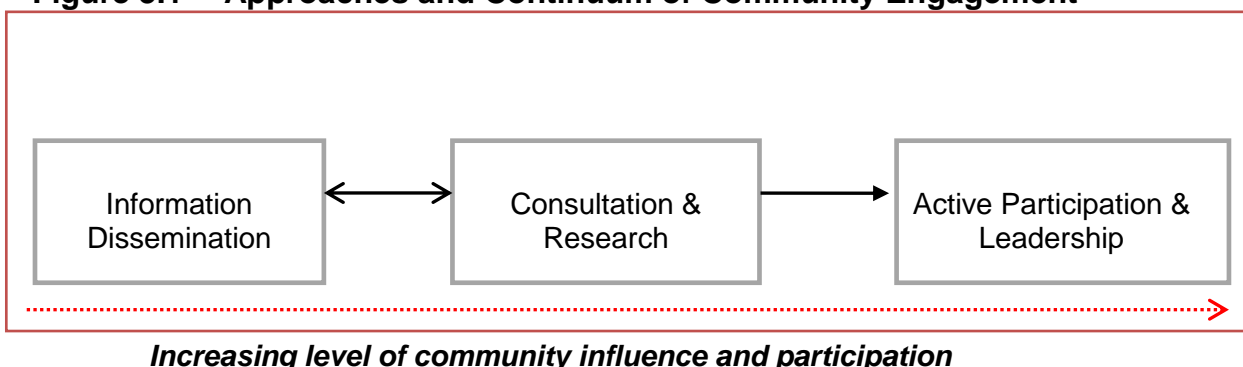 Figure Approaches and Continuum of Community Engagement
Information
Dissemination
Consultation &
Research
Active Participation &
Leadership
Increasing level of community influence and participation